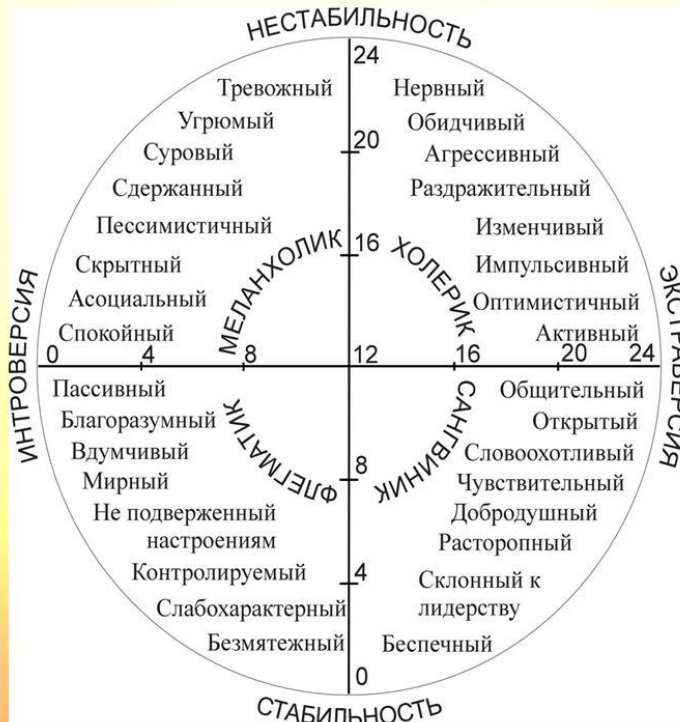 НЕСТАБИЛЬНОСТЬ
24
Тревожный
Нервный
Угрюмый
Обидчивый
20
Суровый
Агрессивный
Сдержанный
Раздражительный
Пессимистичный
Изменчивый
16
Скрытный
Импульсивный
Асоциальный
Оптимистичный
Спокойный
Активный
МЕЛАНХОЛИК
ХОЛЕРИК
ИНТРОВЕРСИЯ
ЭКСТРАВЕРСИЯ
0 4 8 12 16 20 24
Пассивный
Общительный
Благоразумный
Открытый
Вдумчивый
Словоохотливый
Мирный
Чувствительный
ФЛЕГМАТИК
САНГВИНИК
8
Не подверженный
настроениям
Добродушный
Расторопный
Контролируемый
4
Склонный к
лидерству
Слабохарактерный
Безмятежный
Беспечный
0
СТАБИЛЬНОСТЬ